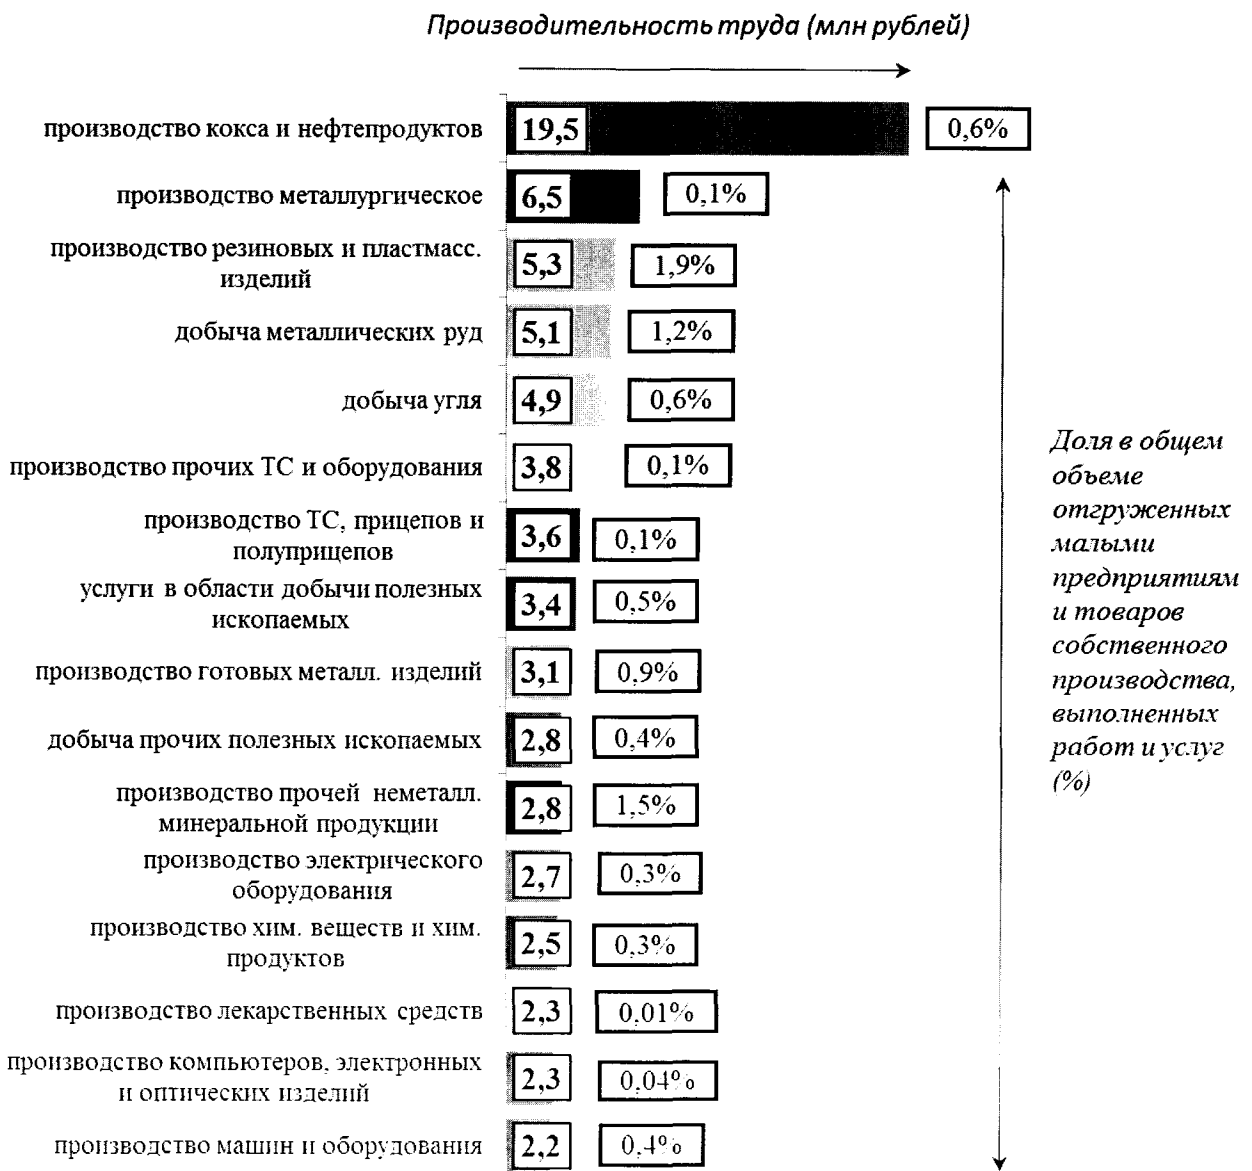 Производительность труда (млн рублей)
производство кокса и нефтепродуктов 19,5 0,6%
производство металлургическое 6,5 0,1%
производство резиновых и пластмасс.
изделий 5,3 1,9%
добыча металлических руд 5,1 1,2%
добыча угля 4,9 0,6%
производство прочих ТС и оборудования 3,8 0,1%
производство ТС, прицепов и
полуприцепов 3,6 0,1%
услуги в области добычи полезных
ископаемых 3,4 0,5%
производство готовых металл. изделий 3,1 0,9%
добыча прочих полезных ископаемых 2,8 0,4%
производство прочей неметалл.
минеральной продукции 2,8 1,5%
производство электрического
оборудования 2,7 0,3%
производство хим. веществ и хим.
продуктов 2,5 0,3%
производство лекарственных средств 2,3 0,01%
производство компьютеров, электронных
и оптических изделий 2,3 0,04%
производство машин и оборудования 2,2 0,4%
Доля в общем
объеме
отгруженных
малыми
предприятиям
и товаров
собственного
производства,
выполненных
работ и услуг
(%)